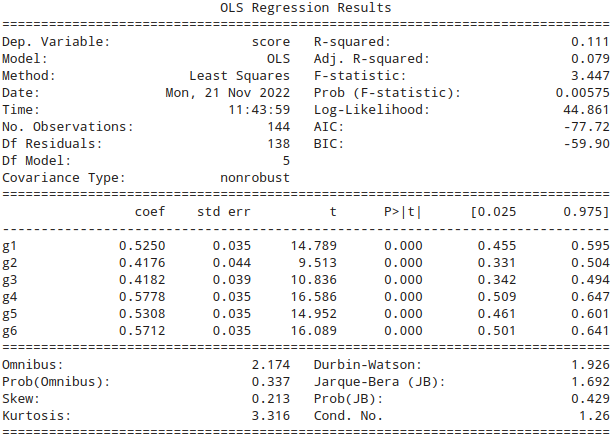 OLS Regression Results
==============================================================================
Dep. Variable:                  score   R-squared:                       0.111
Model:                            OLS   Adj. R-squared:                  0.079
Method:                 Least Squares   F-statistic:                     3.447
Date:                Mon, 21 Nov 2022   Prob (F-statistic):            0.00575
Time:                        11:43:59   Log-Likelihood:                 44.861
No. Observations:                 144   AIC:                            -77.72
Df Residuals:                     138   BIC:                            -59.90
Df Model:                           5
Covariance Type:            nonrobust
==============================================================================
                 coef    std err          t      P>|t|      [0.025      0.975]
------------------------------------------------------------------------------
g1             0.5250      0.035     14.789      0.000       0.455       0.595
g2             0.4176      0.044      9.513      0.000       0.331       0.504
g3             0.4182      0.039     10.836      0.000       0.342       0.494
g4             0.5778      0.035     16.586      0.000       0.509       0.647
g5             0.5308      0.035     14.952      0.000       0.461       0.601
g6             0.5712      0.035     16.089      0.000       0.501       0.641
==============================================================================
Omnibus:                        2.174   Durbin-Watson:                   1.926
Prob(Omnibus):                  0.337   Jarque-Bera (JB):                1.692
Skew:                           0.213   Prob(JB):                        0.429
Kurtosis:                       3.316   Cond. No.                         1.26
==============================================================================